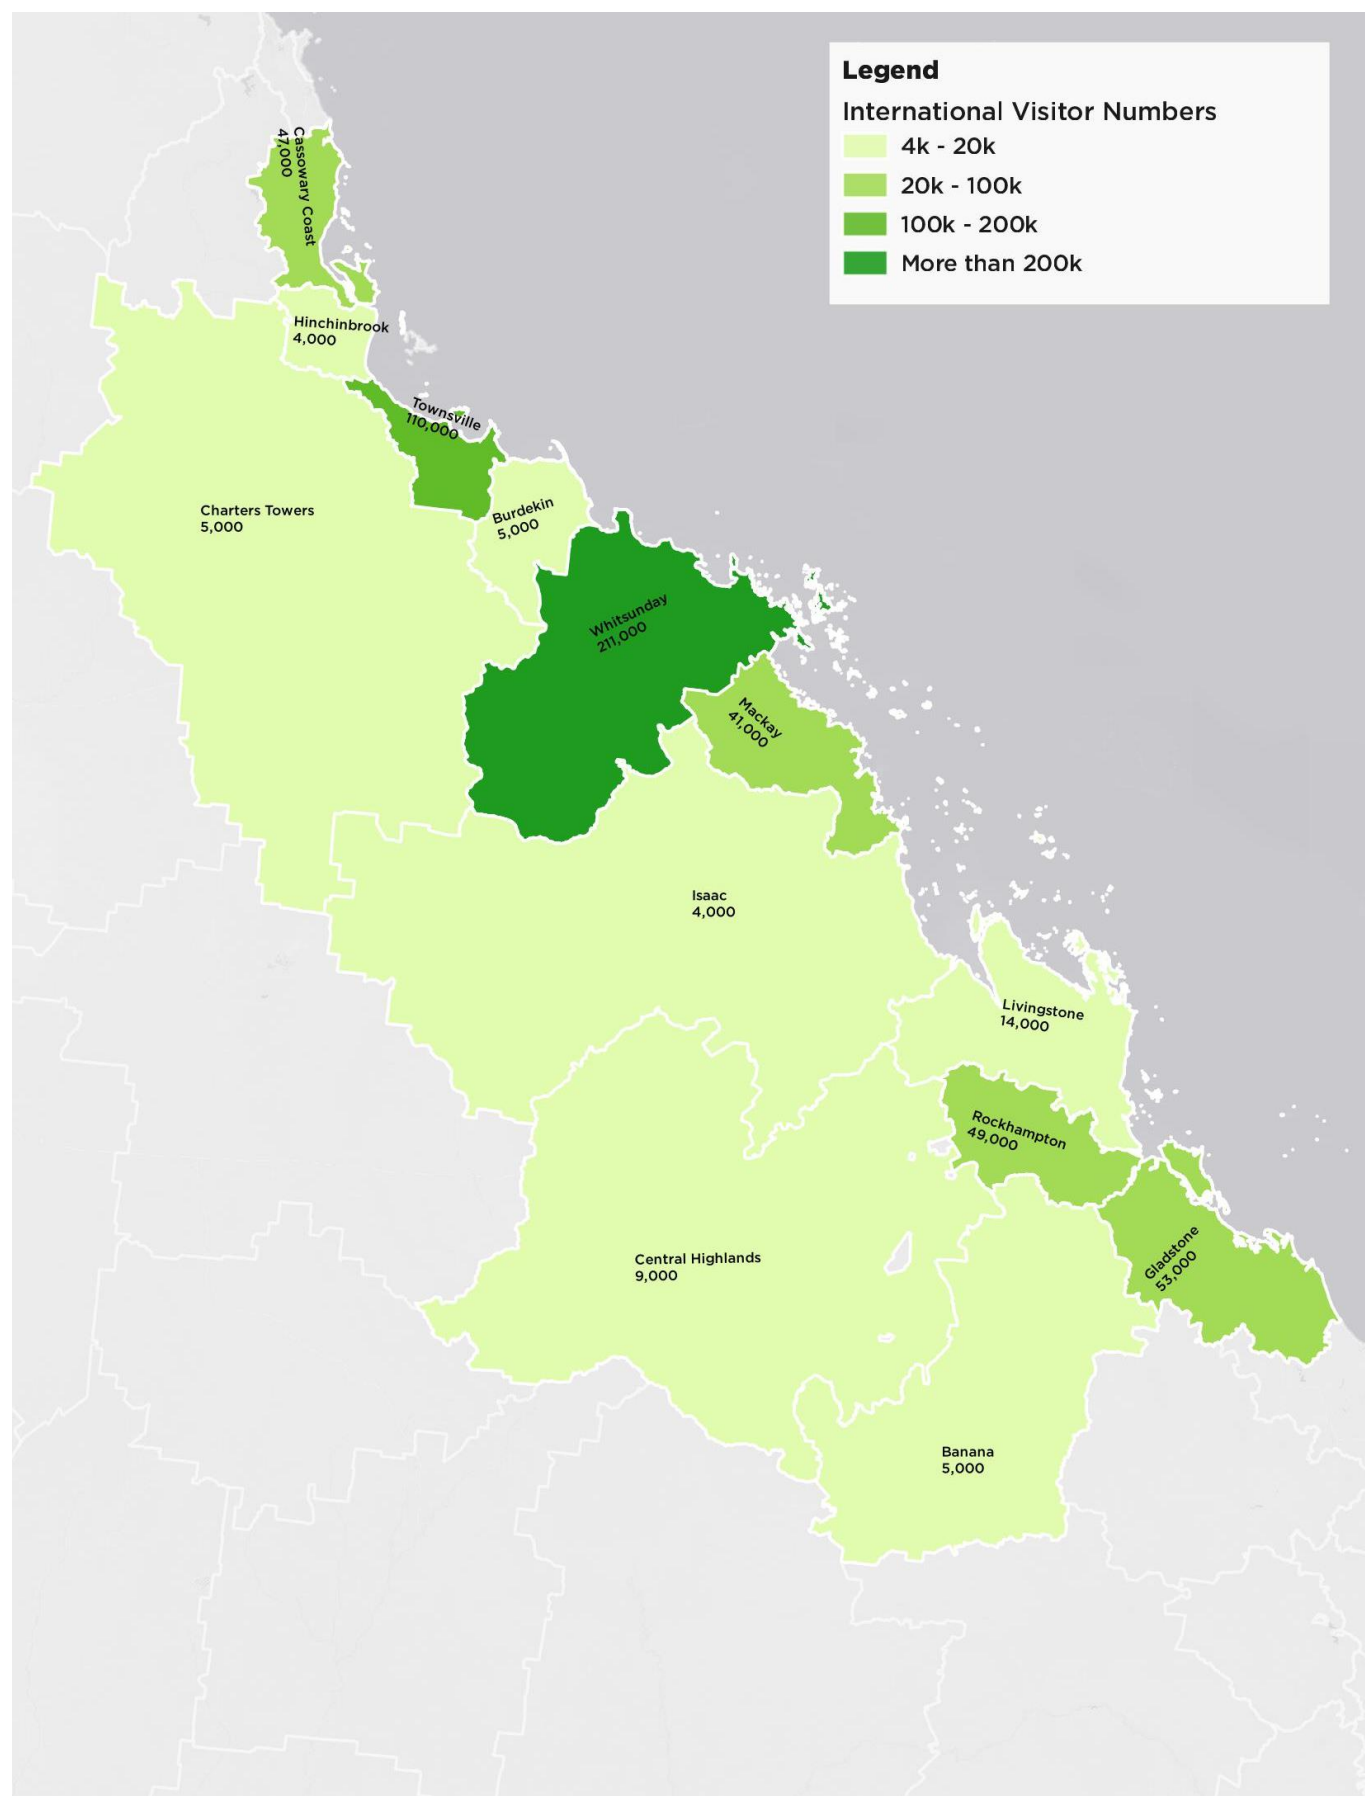 Legend
International Visitor Numbers
4k - 20k
20k - 100k
100k - 200k
More than 200k
Cassowary Coast
47,000
Hinchinbrook
4,000
Townsville
110,000
Charters Towers
5,000
Burdekin
5,000
Whitsunday
211,000
Mackay
41,000
Isaac
4,000
Livingstone
14,000
Rockhampton
49,000
Gladstone
53,000
Central Highlands
9,000
Banana
5,000